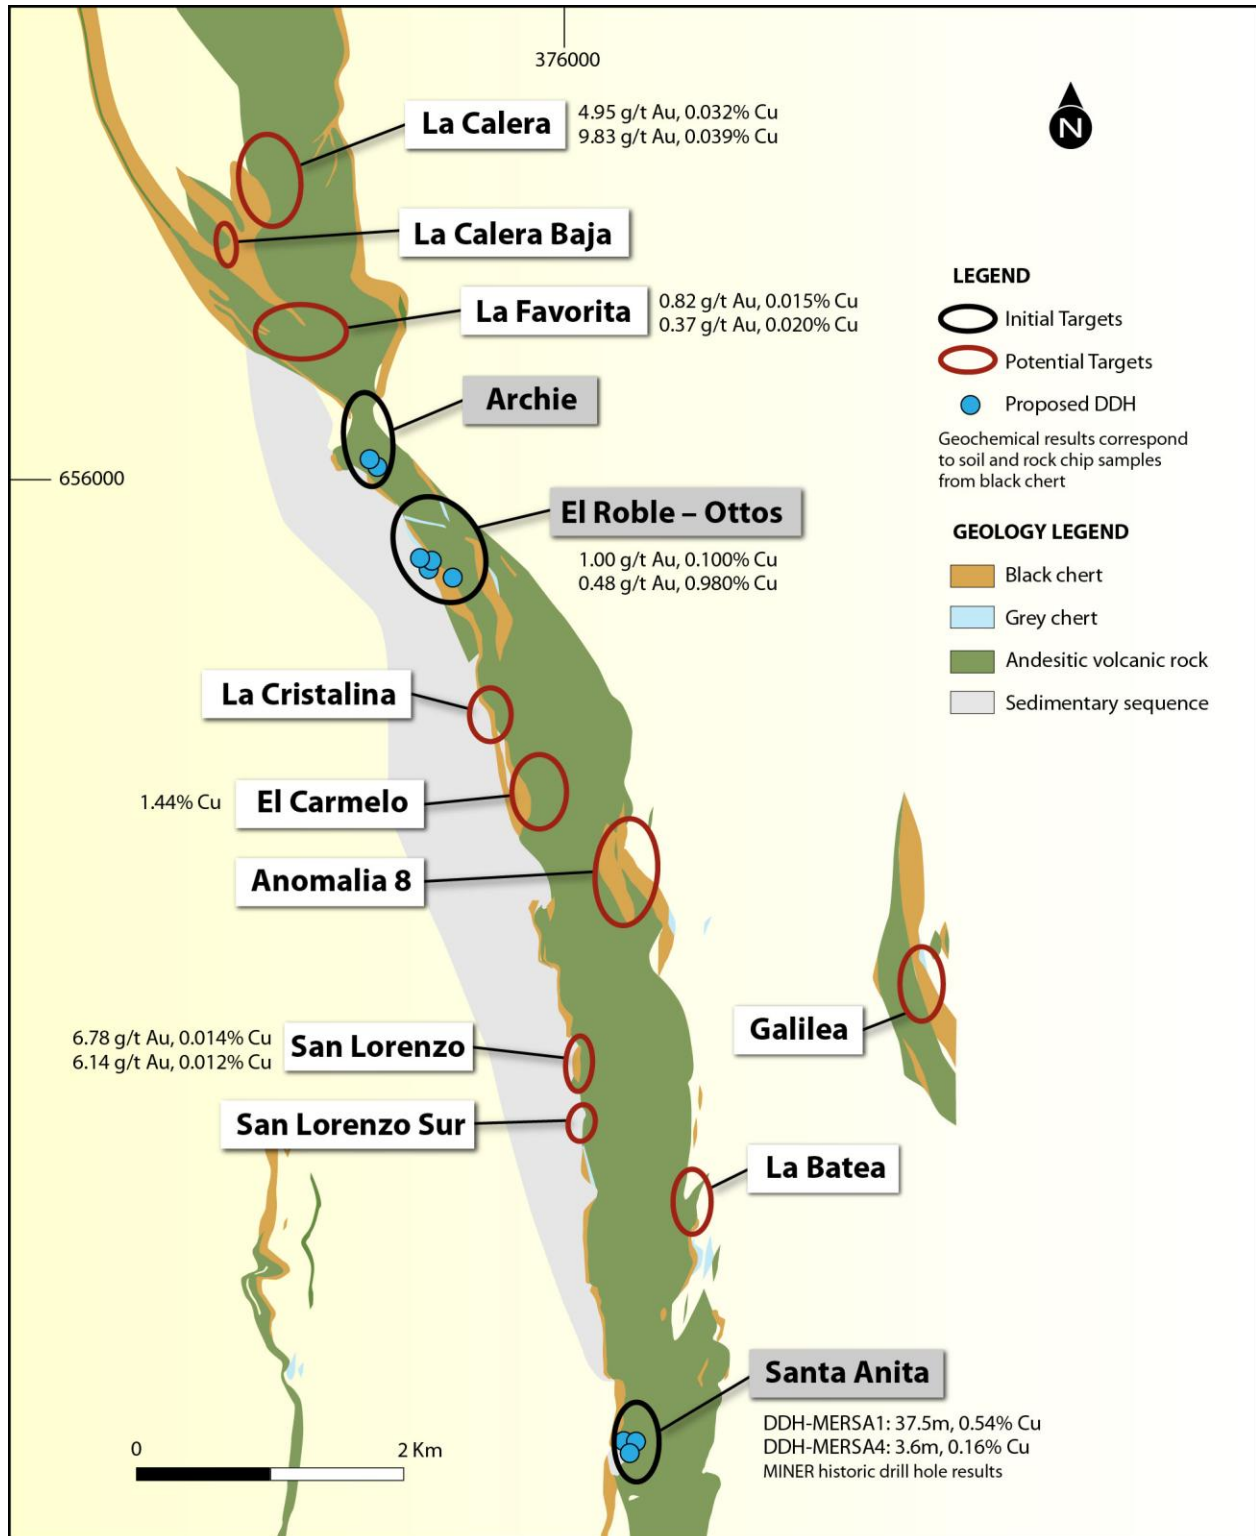 376000
La Calera
4.95 g/t Au, 0.032% Cu
9.83 g/t Au, 0.039% Cu
N
La Calera Baja
La Favorita
0.82 g/t Au, 0.015% Cu
0.37 g/t Au, 0.020% Cu
Archie
656000
El Roble – Ottos
1.00 g/t Au, 0.100% Cu
0.48 g/t Au, 0.980% Cu
LEGEND
Initial Targets
Potential Targets
Proposed DDH
Geochemical results correspond
to soil and rock chip samples
from black chert
GEOLOGY LEGEND
Black chert
Grey chert
Andesitic volcanic rock
Sedimentary sequence
La Cristalina
1.44% Cu
El Carmelo
Anomalia 8
Galilea
6.78 g/t Au, 0.014% Cu
6.14 g/t Au, 0.012% Cu
San Lorenzo
San Lorenzo Sur
La Batea
Santa Anita
DDH-MERSA1: 37.5m, 0.54% Cu
DDH-MERSA4: 3.6m, 0.16% Cu
MINER historic drill hole results
0
2 Km